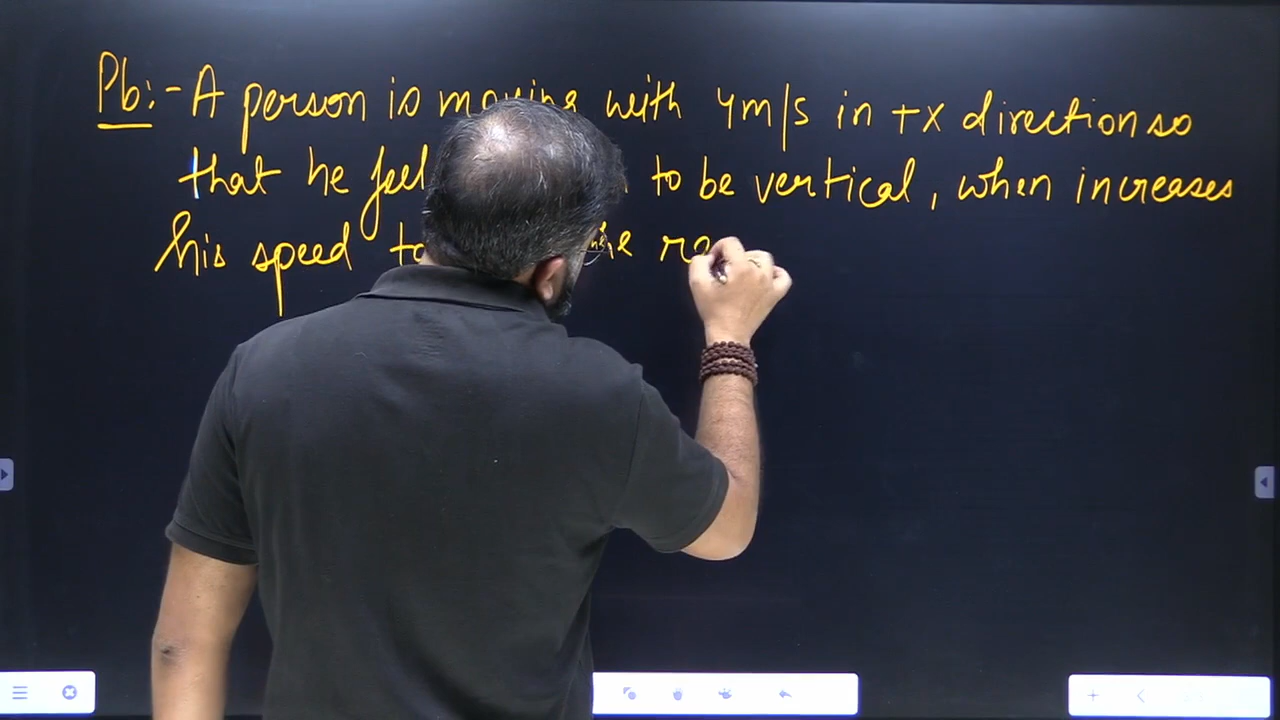 Pb:- A person is moving with 4m/s in +x direction so
that he feel to be vertical, when increases
his speed to